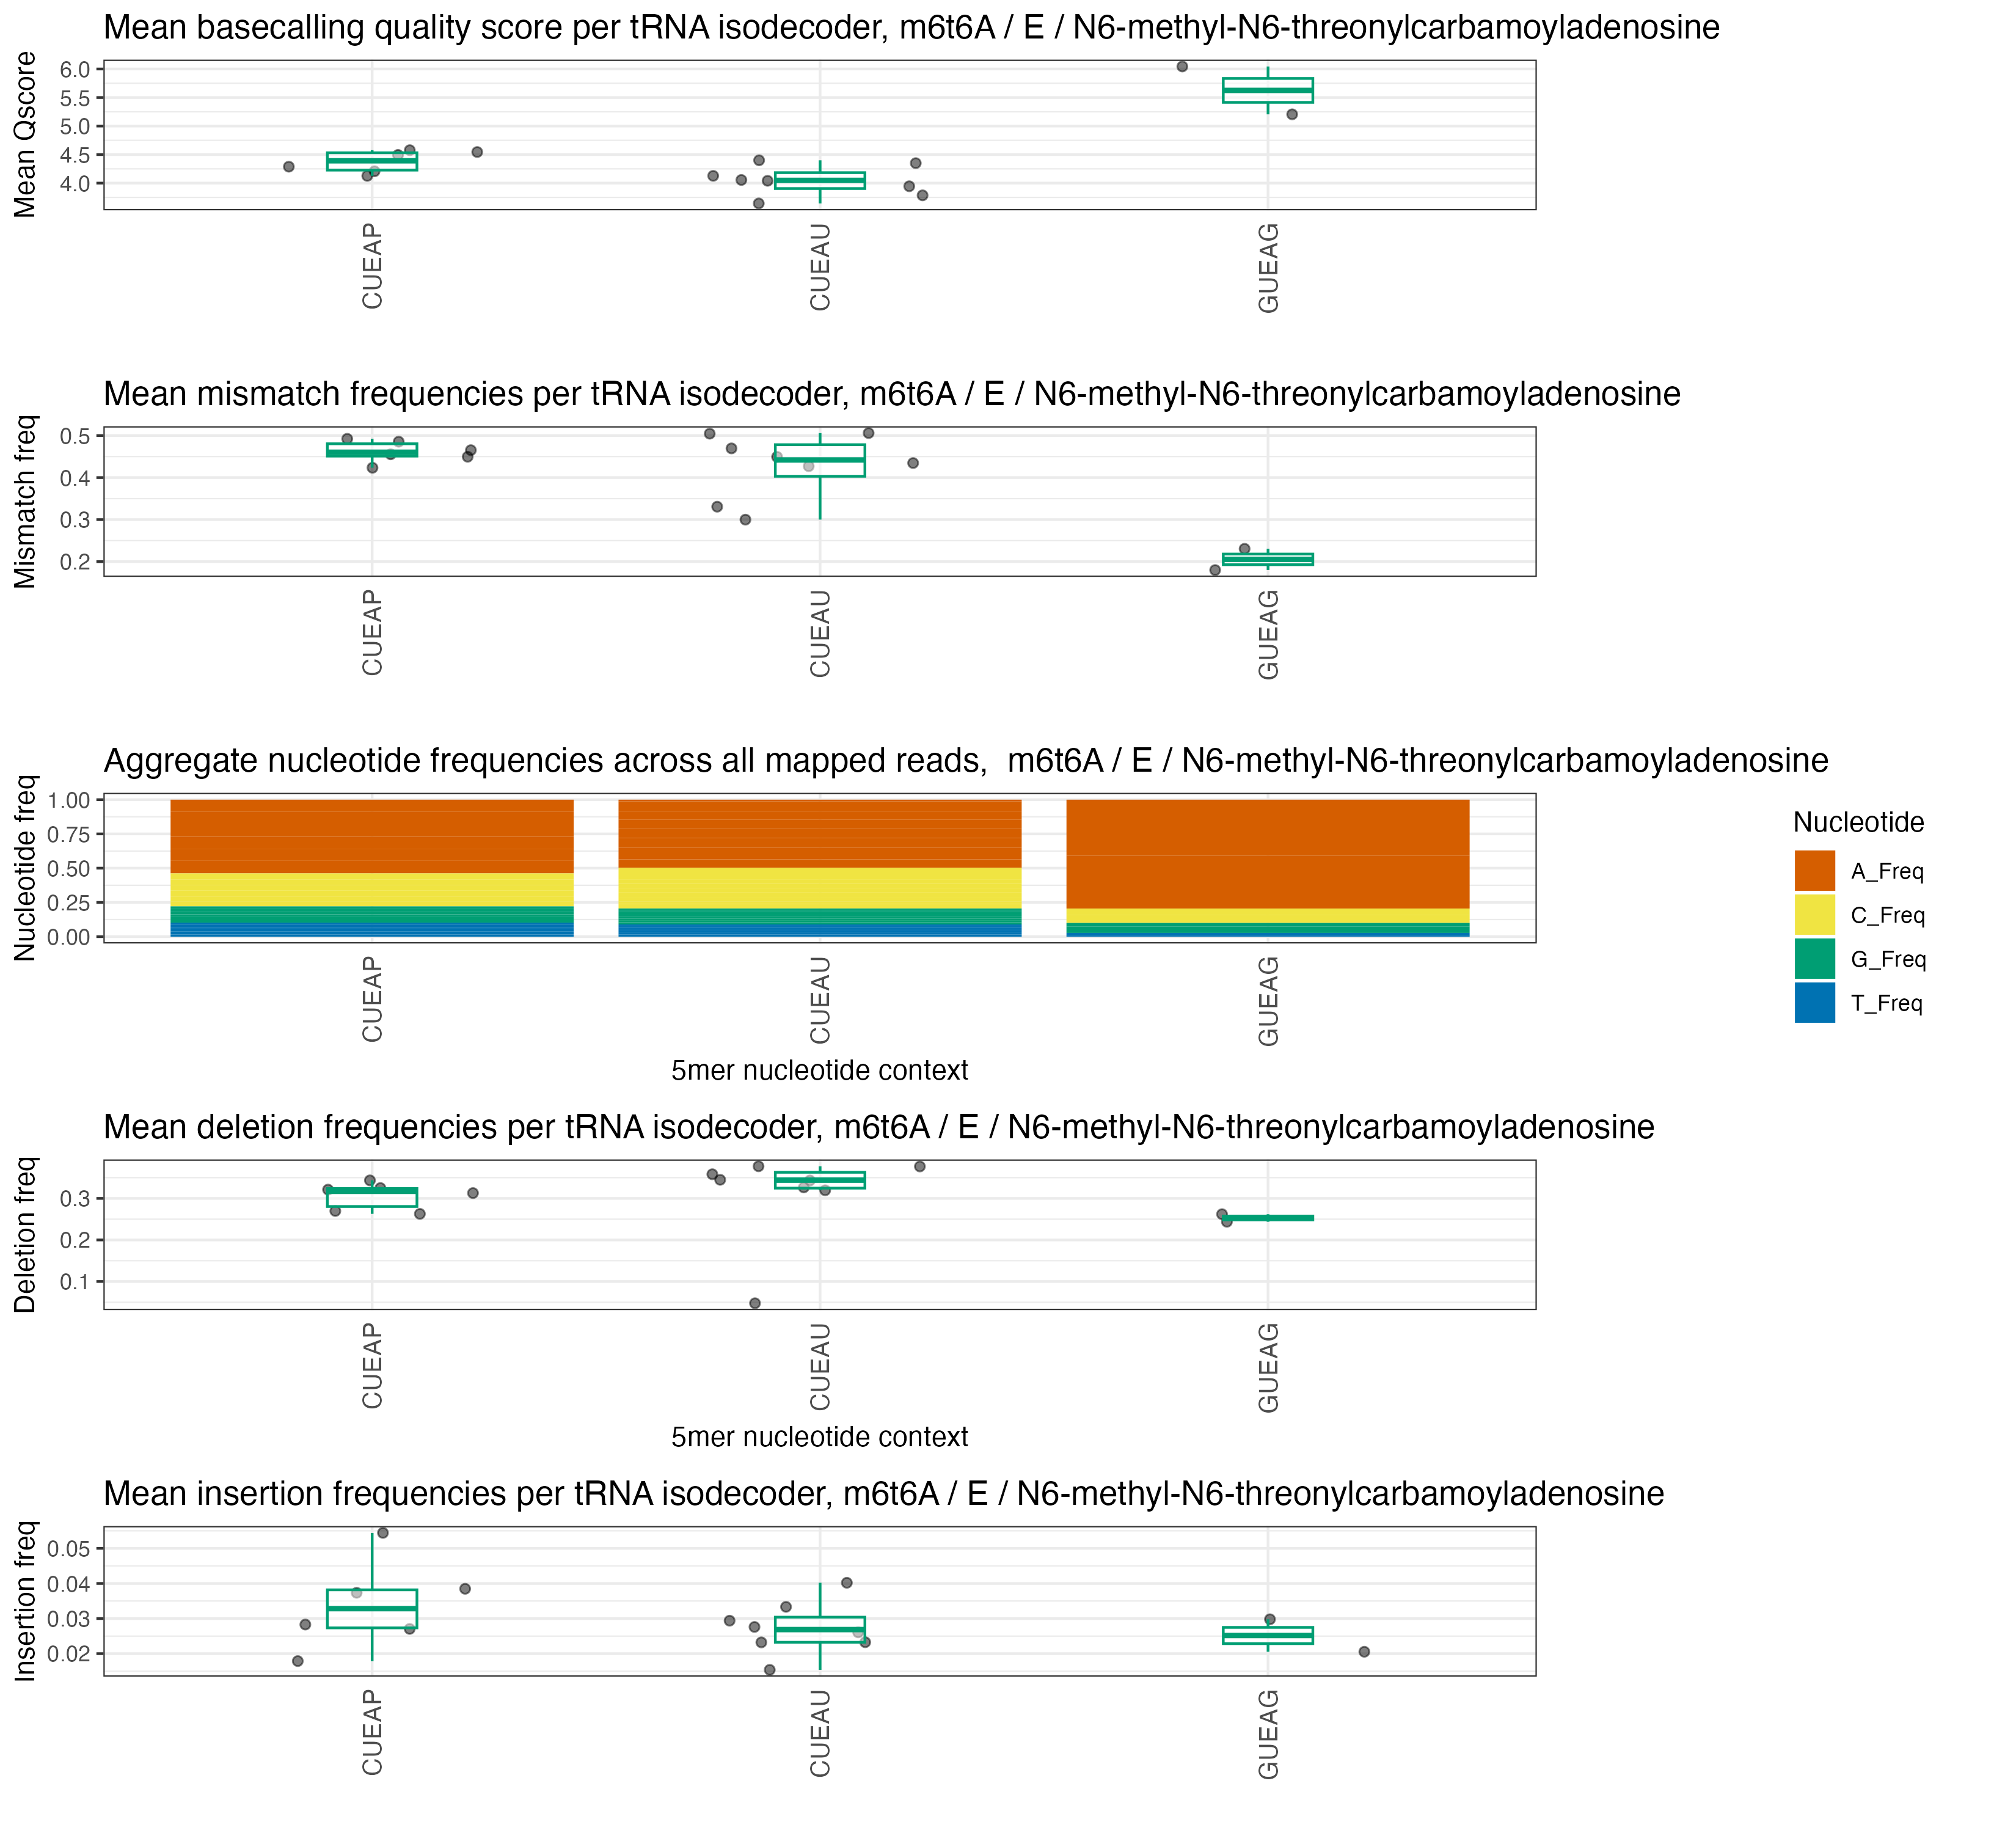 Mean basecalling quality score per tRNA isodecoder, m6t6A / E / N6-methyl-N6-threonylcarbamoyladenosine
Mean Qscore
6.0
5.5
5.0
4.5
4.0
CUEAP
CUEAU
GUEAG
Mean mismatch frequencies per tRNA isodecoder, m6t6A / E / N6-methyl-N6-threonylcarbamoyladenosine
Mismatch freq
0.5
0.4
0.3
0.2
CUEAP
CUEAU
GUEAG
Aggregate nucleotide frequencies across all mapped reads,  m6t6A / E / N6-methyl-N6-threonylcarbamoyladenosine
Nucleotide freq
1.00
0.75
0.50
0.25
0.00
CUEAP
CUEAU
GUEAG
5mer nucleotide context
Nucleotide
A_Freq
C_Freq
G_Freq
T_Freq
Mean deletion frequencies per tRNA isodecoder, m6t6A / E / N6-methyl-N6-threonylcarbamoyladenosine
Deletion freq
0.3
0.2
0.1
CUEAP
CUEAU
GUEAG
5mer nucleotide context
Mean insertion frequencies per tRNA isodecoder, m6t6A / E / N6-methyl-N6-threonylcarbamoyladenosine
Insertion freq
0.05
0.04
0.03
0.02
CUEAP
CUEAU
GUEAG